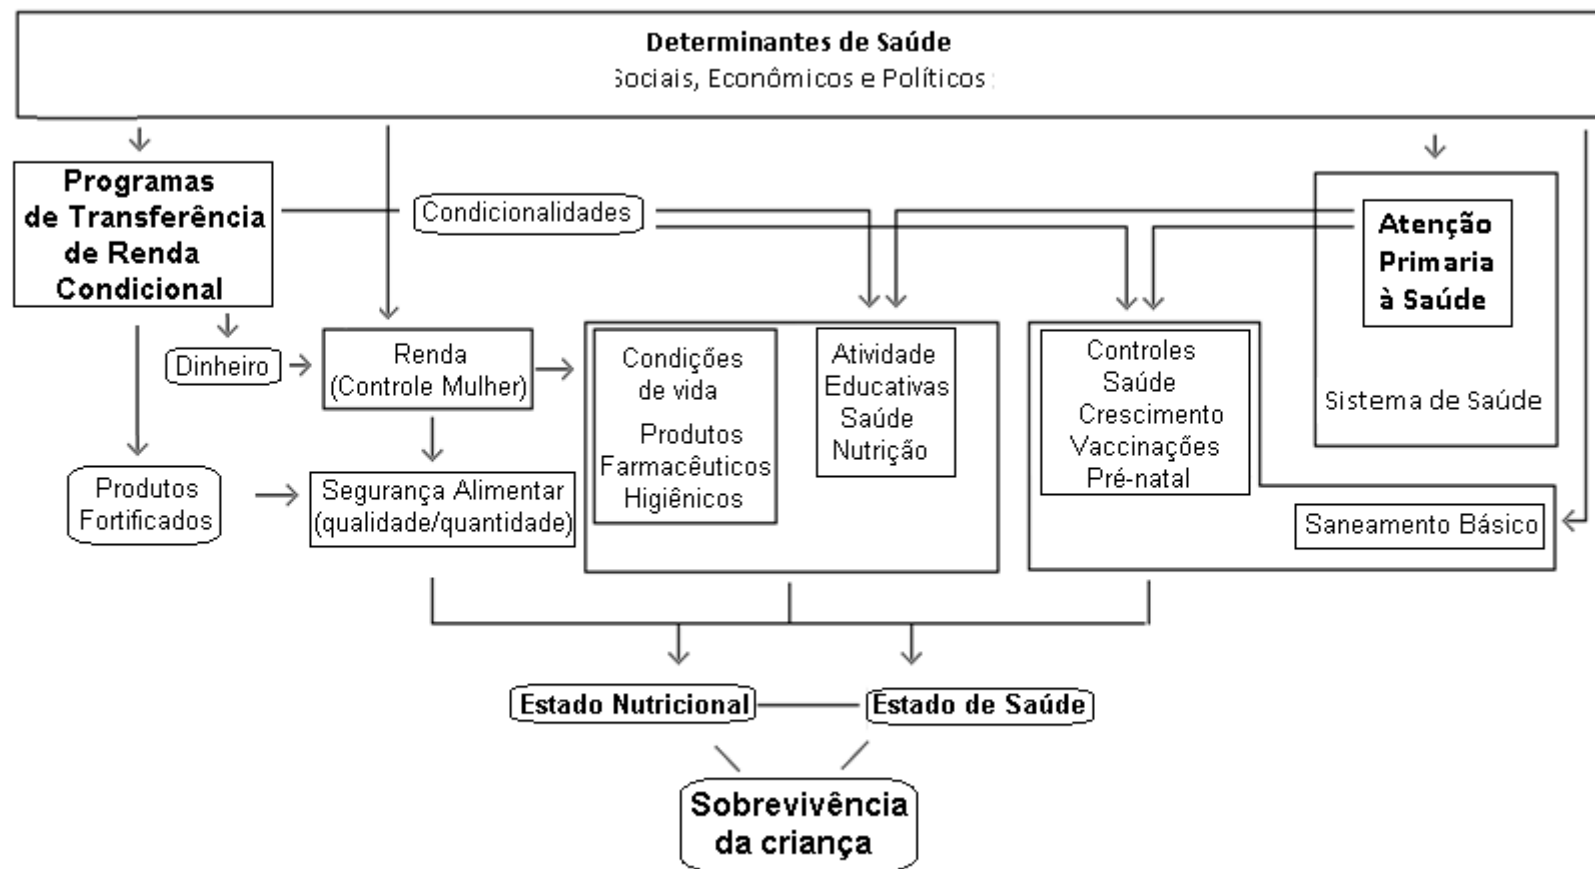 Determinantes de Saúde
Sociais, Econômicos e Políticos
Programas
de Transferência
de Renda
Condicional
Condicionalidades
Atenção
Primaria
à Saúde
Sistema de Saúde
Dinheiro
Renda
(Controle Mulher)
Condições
de vida
Produtos
Farmacêuticos
Higiênicos
Atividade
Educativas
Saúde
Nutrição
Controles
Saúde
Crescimento
Vaccinações
Pré-natal
Produtos
Fortificados
Segurança Alimentar
(qualidade/quantidade)
Saneamento Básico
Estado Nutricional
Estado de Saúde
Sobrevivência
da criança